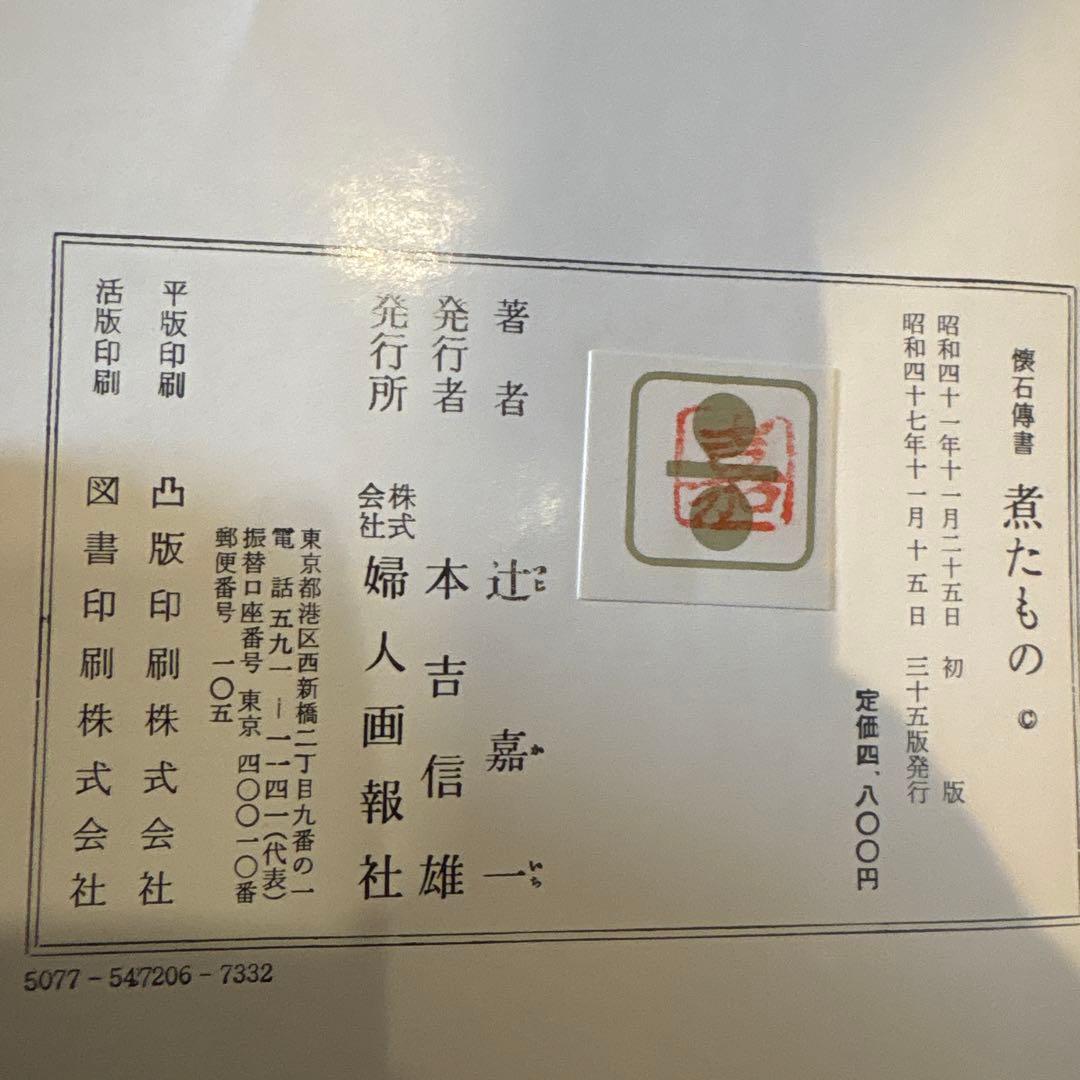 懐石傳書 煮たもの ©
昭和四十一年十一月二十五日 初版
昭和四十七年十一月十五日 三十五版発行
定価四、八〇〇円
著者 辻嘉一
つじ か いち
発行者 本吉信雄
発行所 株式会社 婦人画報社
東京都港区西新橋二丁目九番の一
電話 五九一―一一四一(代表)
振替口座番号 東京 四〇〇一〇番
郵便番号 一〇五
平版印刷 凸版印刷株式会社
活版印刷 図書印刷株式会社
5077-547206-7332